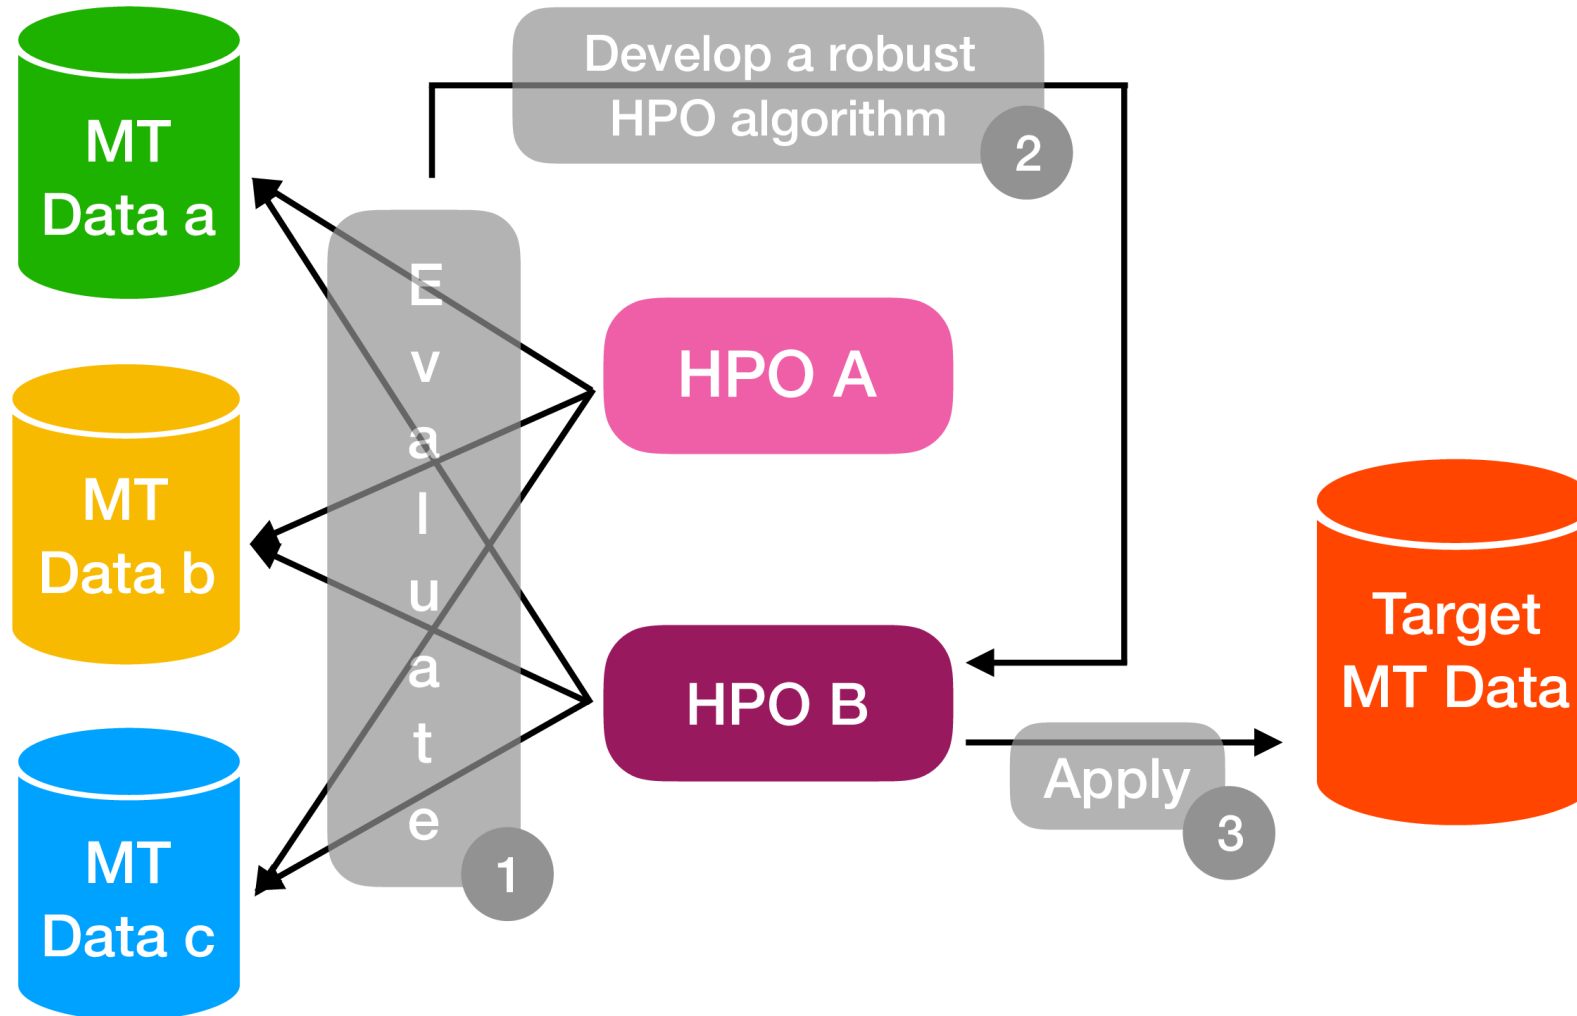 MT
Data a
MT
Data b
MT
Data c
Evaluate
1
Develop a robust
HPO algorithm
2
HPO A
HPO B
Apply
3
Target
MT Data